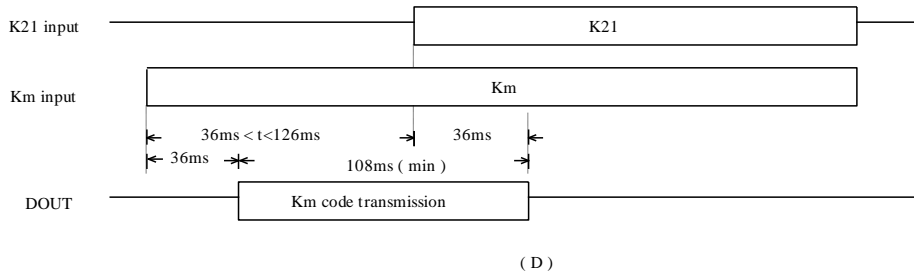 K21 input
K21
Km input
Km
36ms < t<126ms
36ms
36ms
108ms ( min )
DOUT
Km code transmission
( D )